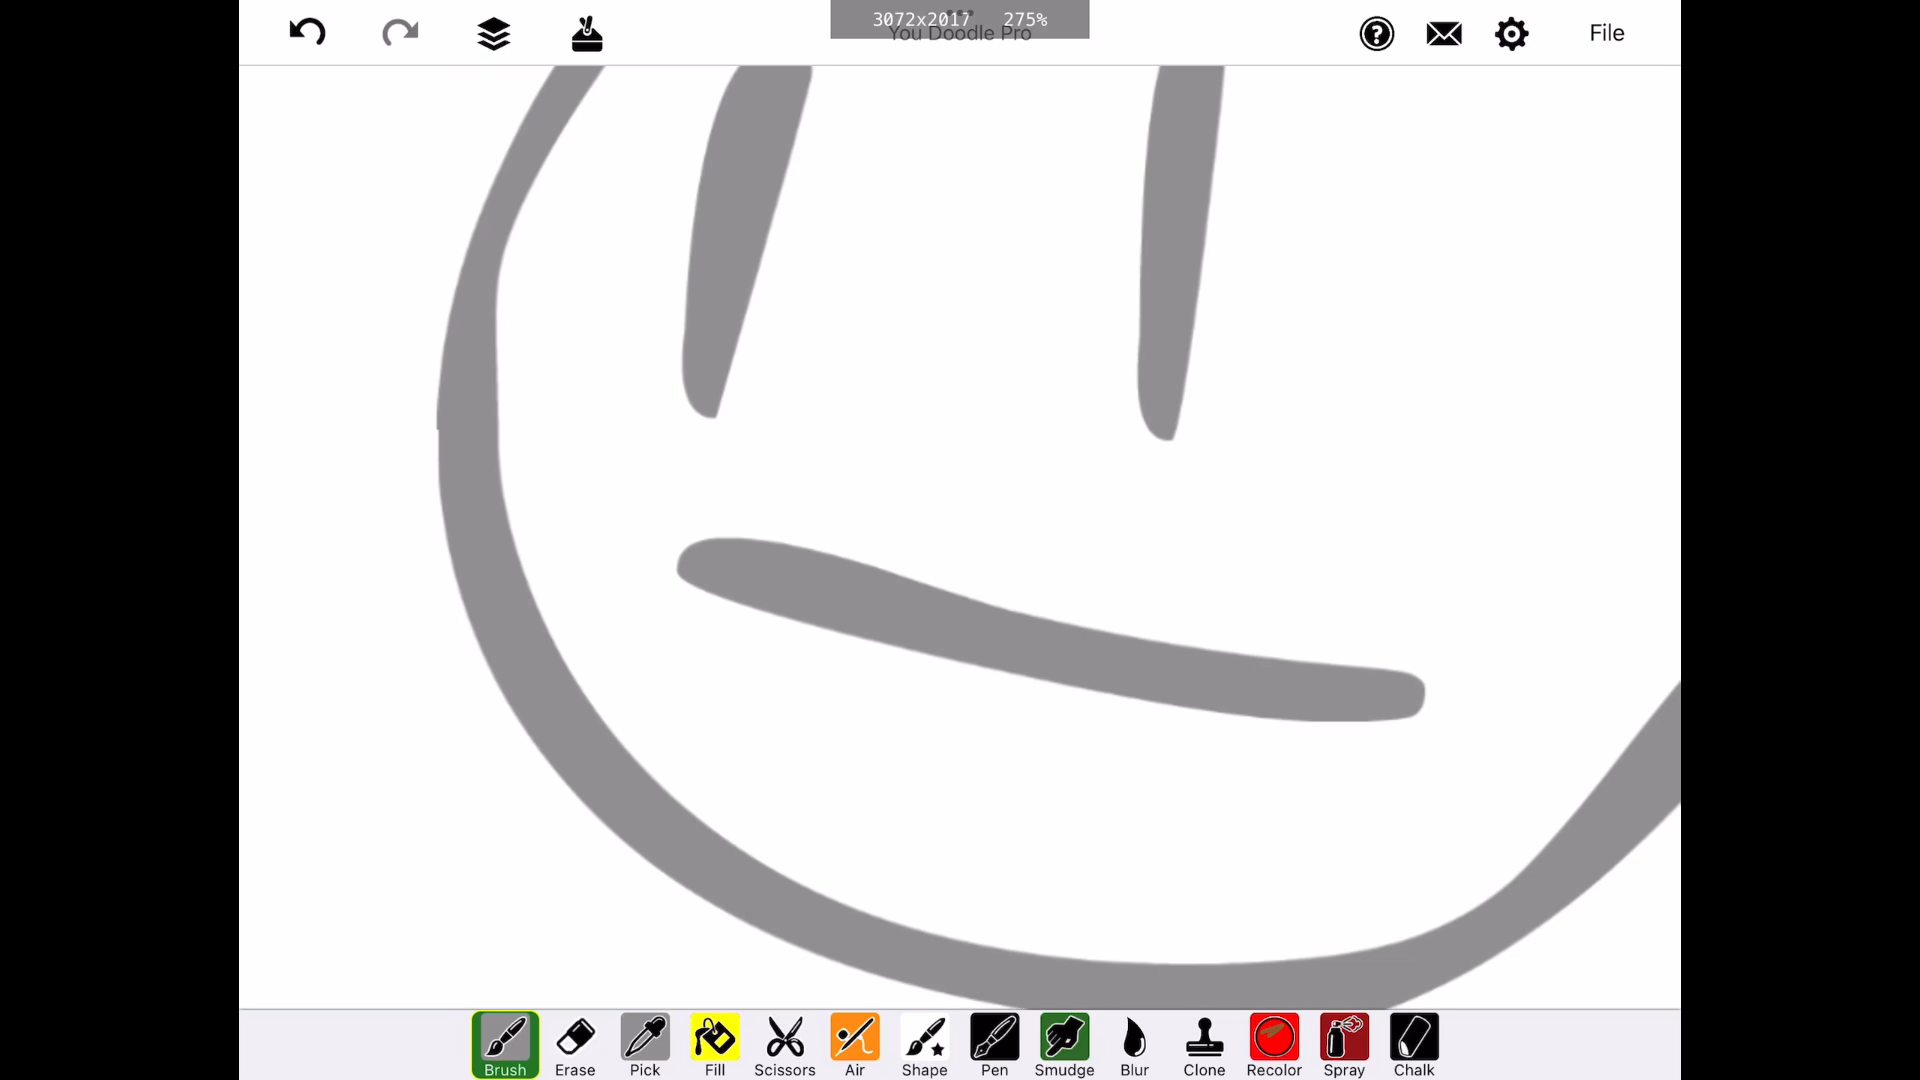 3072x2017 275%
You Doodle Pro
File
Brush Erase Pick Fill Scissors Air Shape Pen Smudge Blur Clone Recolor Spray Chalk